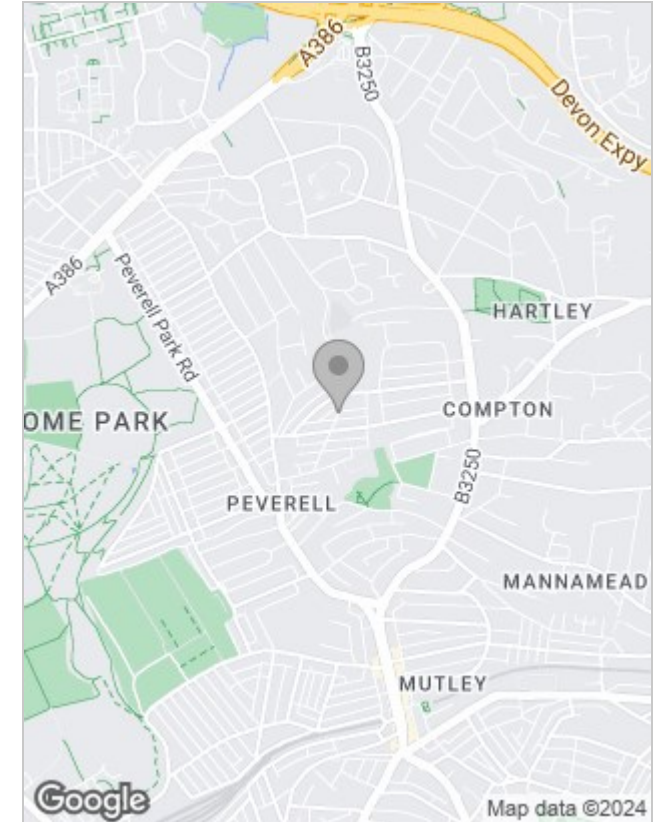 A386
B3250
Devon Expy
A386
Peverell Park Rd
HARTLEY
OME PARK
COMPTON
B3250
PEVERELL
MANNAMEAD
MUTLEY
Google
Map data ©2024